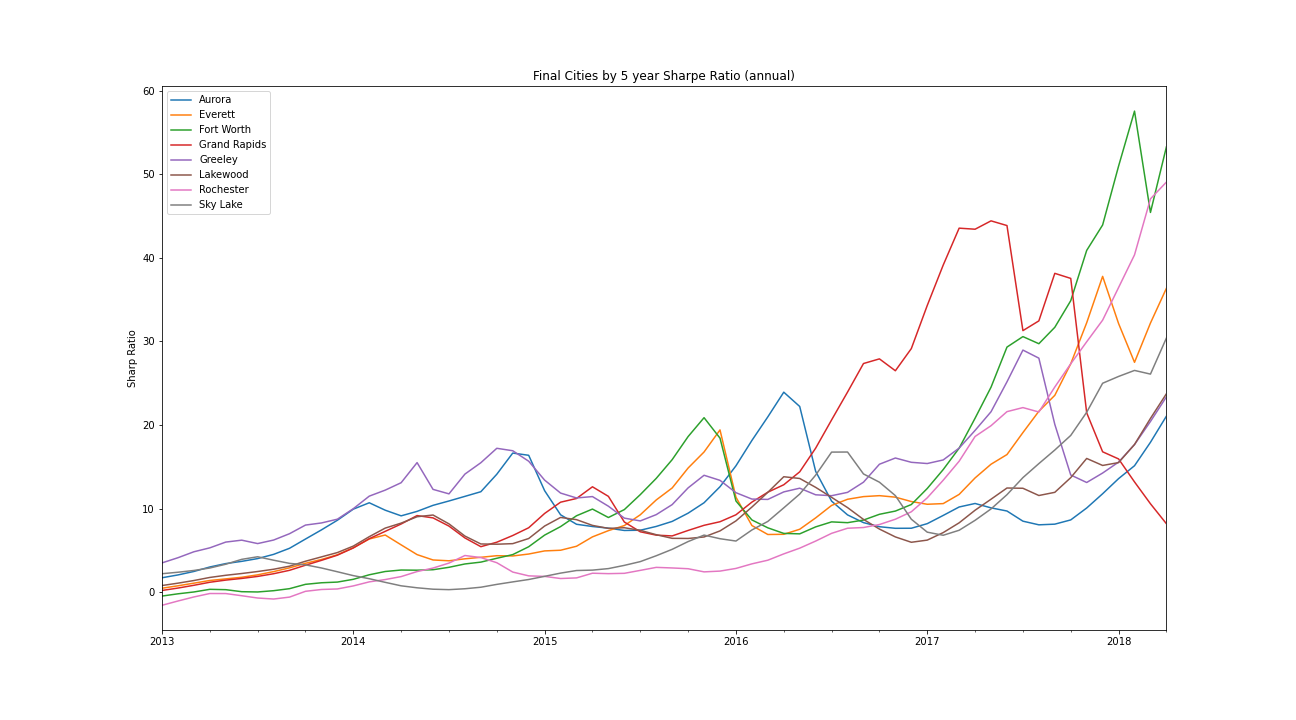 Final Cities by 5 year Sharpe Ratio (annual)
Sharp Ratio
60
50
40
30
20
10
0
Aurora
Everett
Fort Worth
Grand Rapids
Greeley
Lakewood
Rochester
Sky Lake
2013
2014
2015
2016
2017
2018